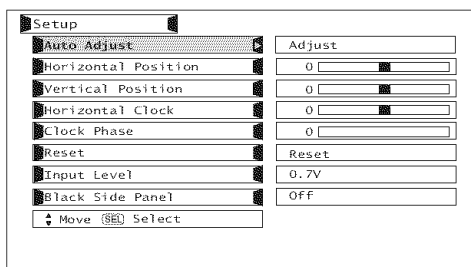 Setup
Auto Adjust Adjust
Horizontal Position 0
Vertical Position 0
Horizontal Clock 0
Clock Phase 0
Reset Reset
Input Level 0.7V
Black Side Panel Off
Move SEL Select